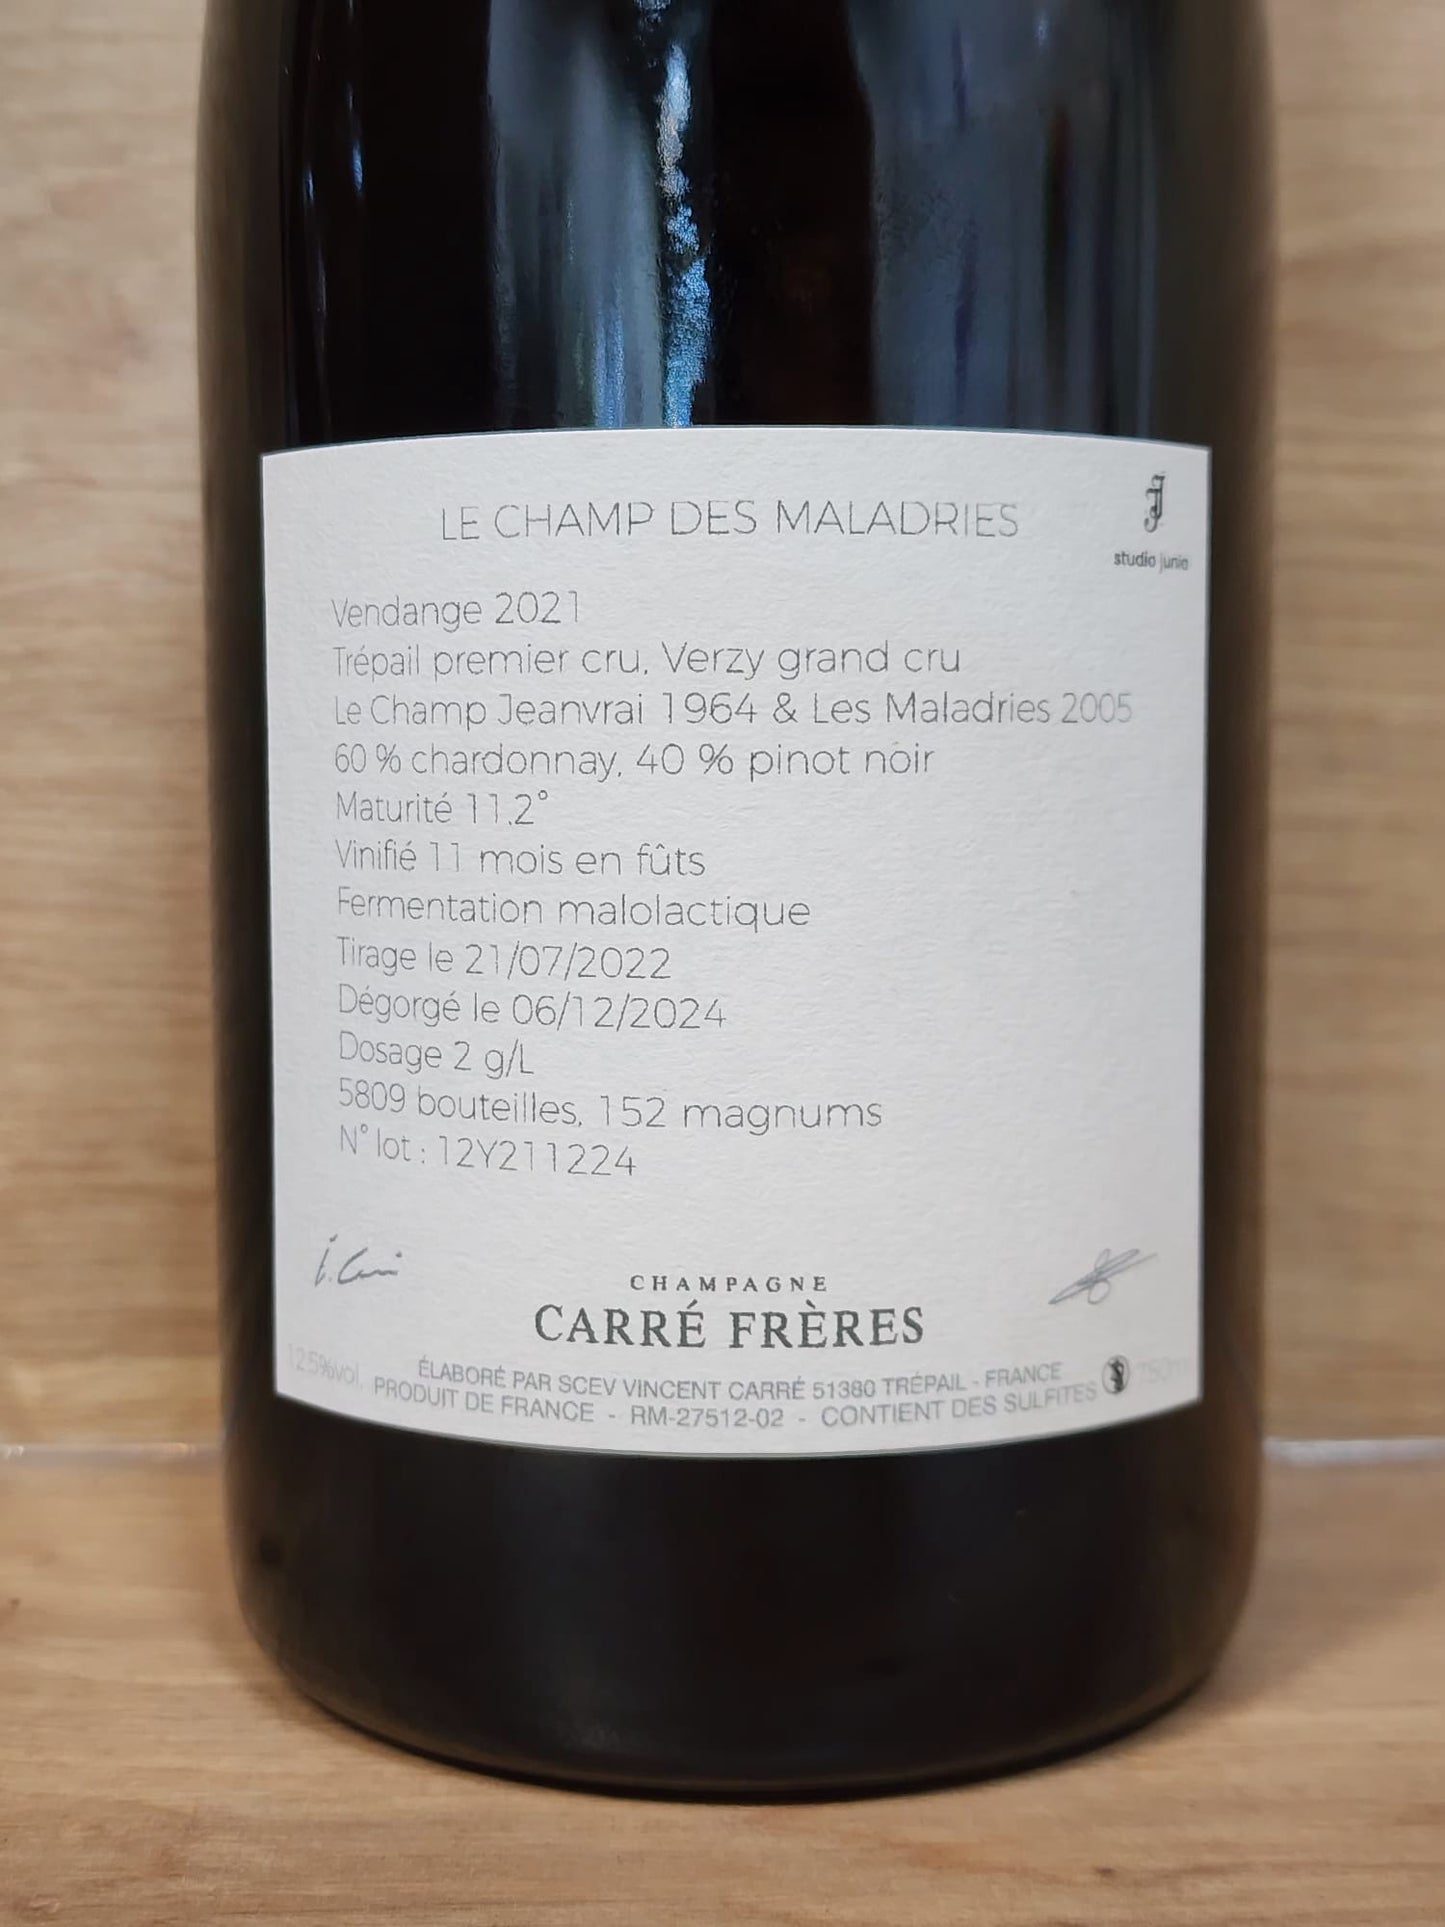 LE CHAMP DES MALADRIES
studio junia
Vendange 2021
Trépail premier cru, Verzy grand cru
Le Champ Jeanvrai 1964 & Les Maladries 2005
60 % chardonnay, 40 % pinot noir
Maturité 11.2°
Vinifié 11 mois en fûts
Fermentation malolactique
Tirage le 21/07/2022
Dégorgé le 06/12/2024
Dosage 2 g/L
5809 bouteilles, 152 magnums
N° lot : 12Y211224
CHAMPAGNE
CARRÉ FRÈRES
12.5%vol. ÉLABORÉ PAR SCEV VINCENT CARRÉ 51380 TRÉPAIL - FRANCE 750ml
PRODUIT DE FRANCE - RM-27512-02 - CONTIENT DES SULFITES